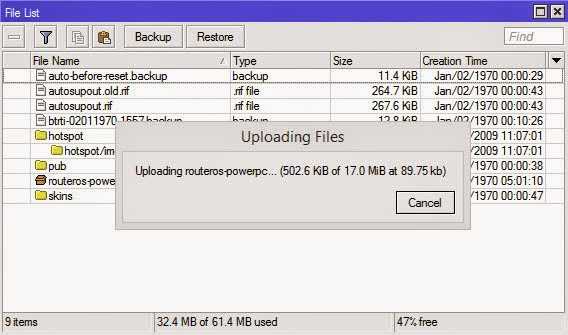 File List
Backup Restore Find
File Name Type Size Creation Time
auto-before-reset.backup backup 11.4 KiB Jan/02/1970 00:00:29
autosupout.old.rif .rif file 264.7 KiB Jan/02/1970 00:00:43
autosupout.rif .rif file 267.6 KiB Jan/02/1970 00:00:43
btrti-02011970-1557.backup backup 12.8 KiB Jan/02/1970 00:10:26
hotspot /2009 11:07:01
hotspot/im /2009 11:07:01
pub /1970 00:00:38
routeros-powe /1970 05:01:10
skins /1970 00:00:47
Uploading Files
Uploading routeros-powerpc... (502.6 KiB of 17.0 MiB at 89.75 kb)
Cancel
9 items 32.4 MB of 61.4 MB used 47% free